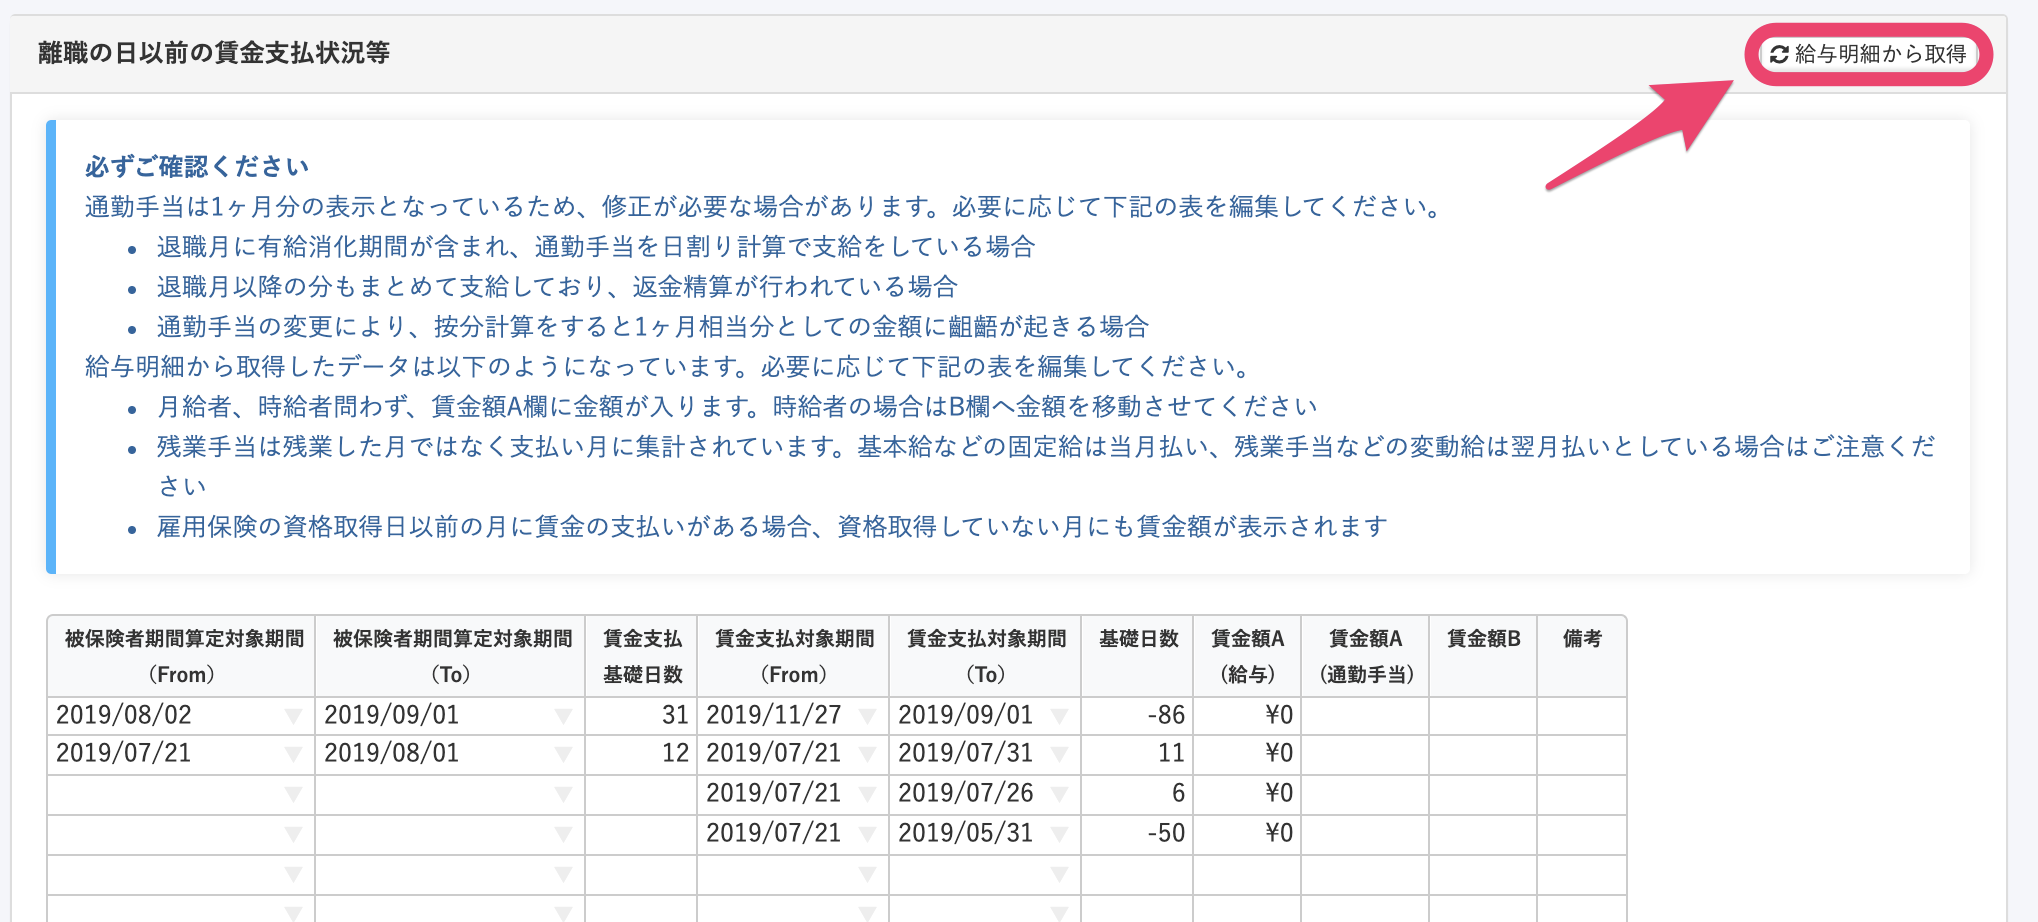 離職の日以前の賃金支払状況等
給与明細から取得
必ずご確認ください
通勤手当は1ヶ月分の表示となっているため、修正が必要な場合があります。必要に応じて下記の表を編集してください。
• 退職月に有給消化期間が含まれ、通勤手当を日割り計算で支給をしている場合
• 退職月以降の分もまとめて支給しており、返金精算が行われている場合
• 通勤手当の変更により、按分計算をすると1ヶ月相当分としての金額に齟齬が起きる場合
給与明細から取得したデータは以下のようになっています。必要に応じて下記の表を編集してください。
• 月給者、時給者問わず、賃金額A欄に金額が入ります。時給者の場合はB欄へ金額を移動させてください
• 残業手当は残業した月ではなく支払い月に集計されています。基本給などの固定給は当月払い、残業手当などの変動給は翌月払いとしている場合はご注意くだ
さい
• 雇用保険の資格取得日以前の月に賃金の支払いがある場合、資格取得していない月にも賃金額が表示されます
被保険者期間算定対象期間 被保険者期間算定対象期間 賃金支払 賃金支払対象期間 賃金支払対象期間 基礎日数 賃金額A 賃金額A 賃金額B 備考
（From） （To） 基礎日数 （From） （To） （給与） （通勤手当）
2019/08/02 2019/09/01 31 2019/11/27 2019/09/01 -86 ¥0
2019/07/21 2019/08/01 12 2019/07/21 2019/07/31 11 ¥0
2019/07/21 2019/07/26 6 ¥0
2019/07/21 2019/05/31 -50 ¥0